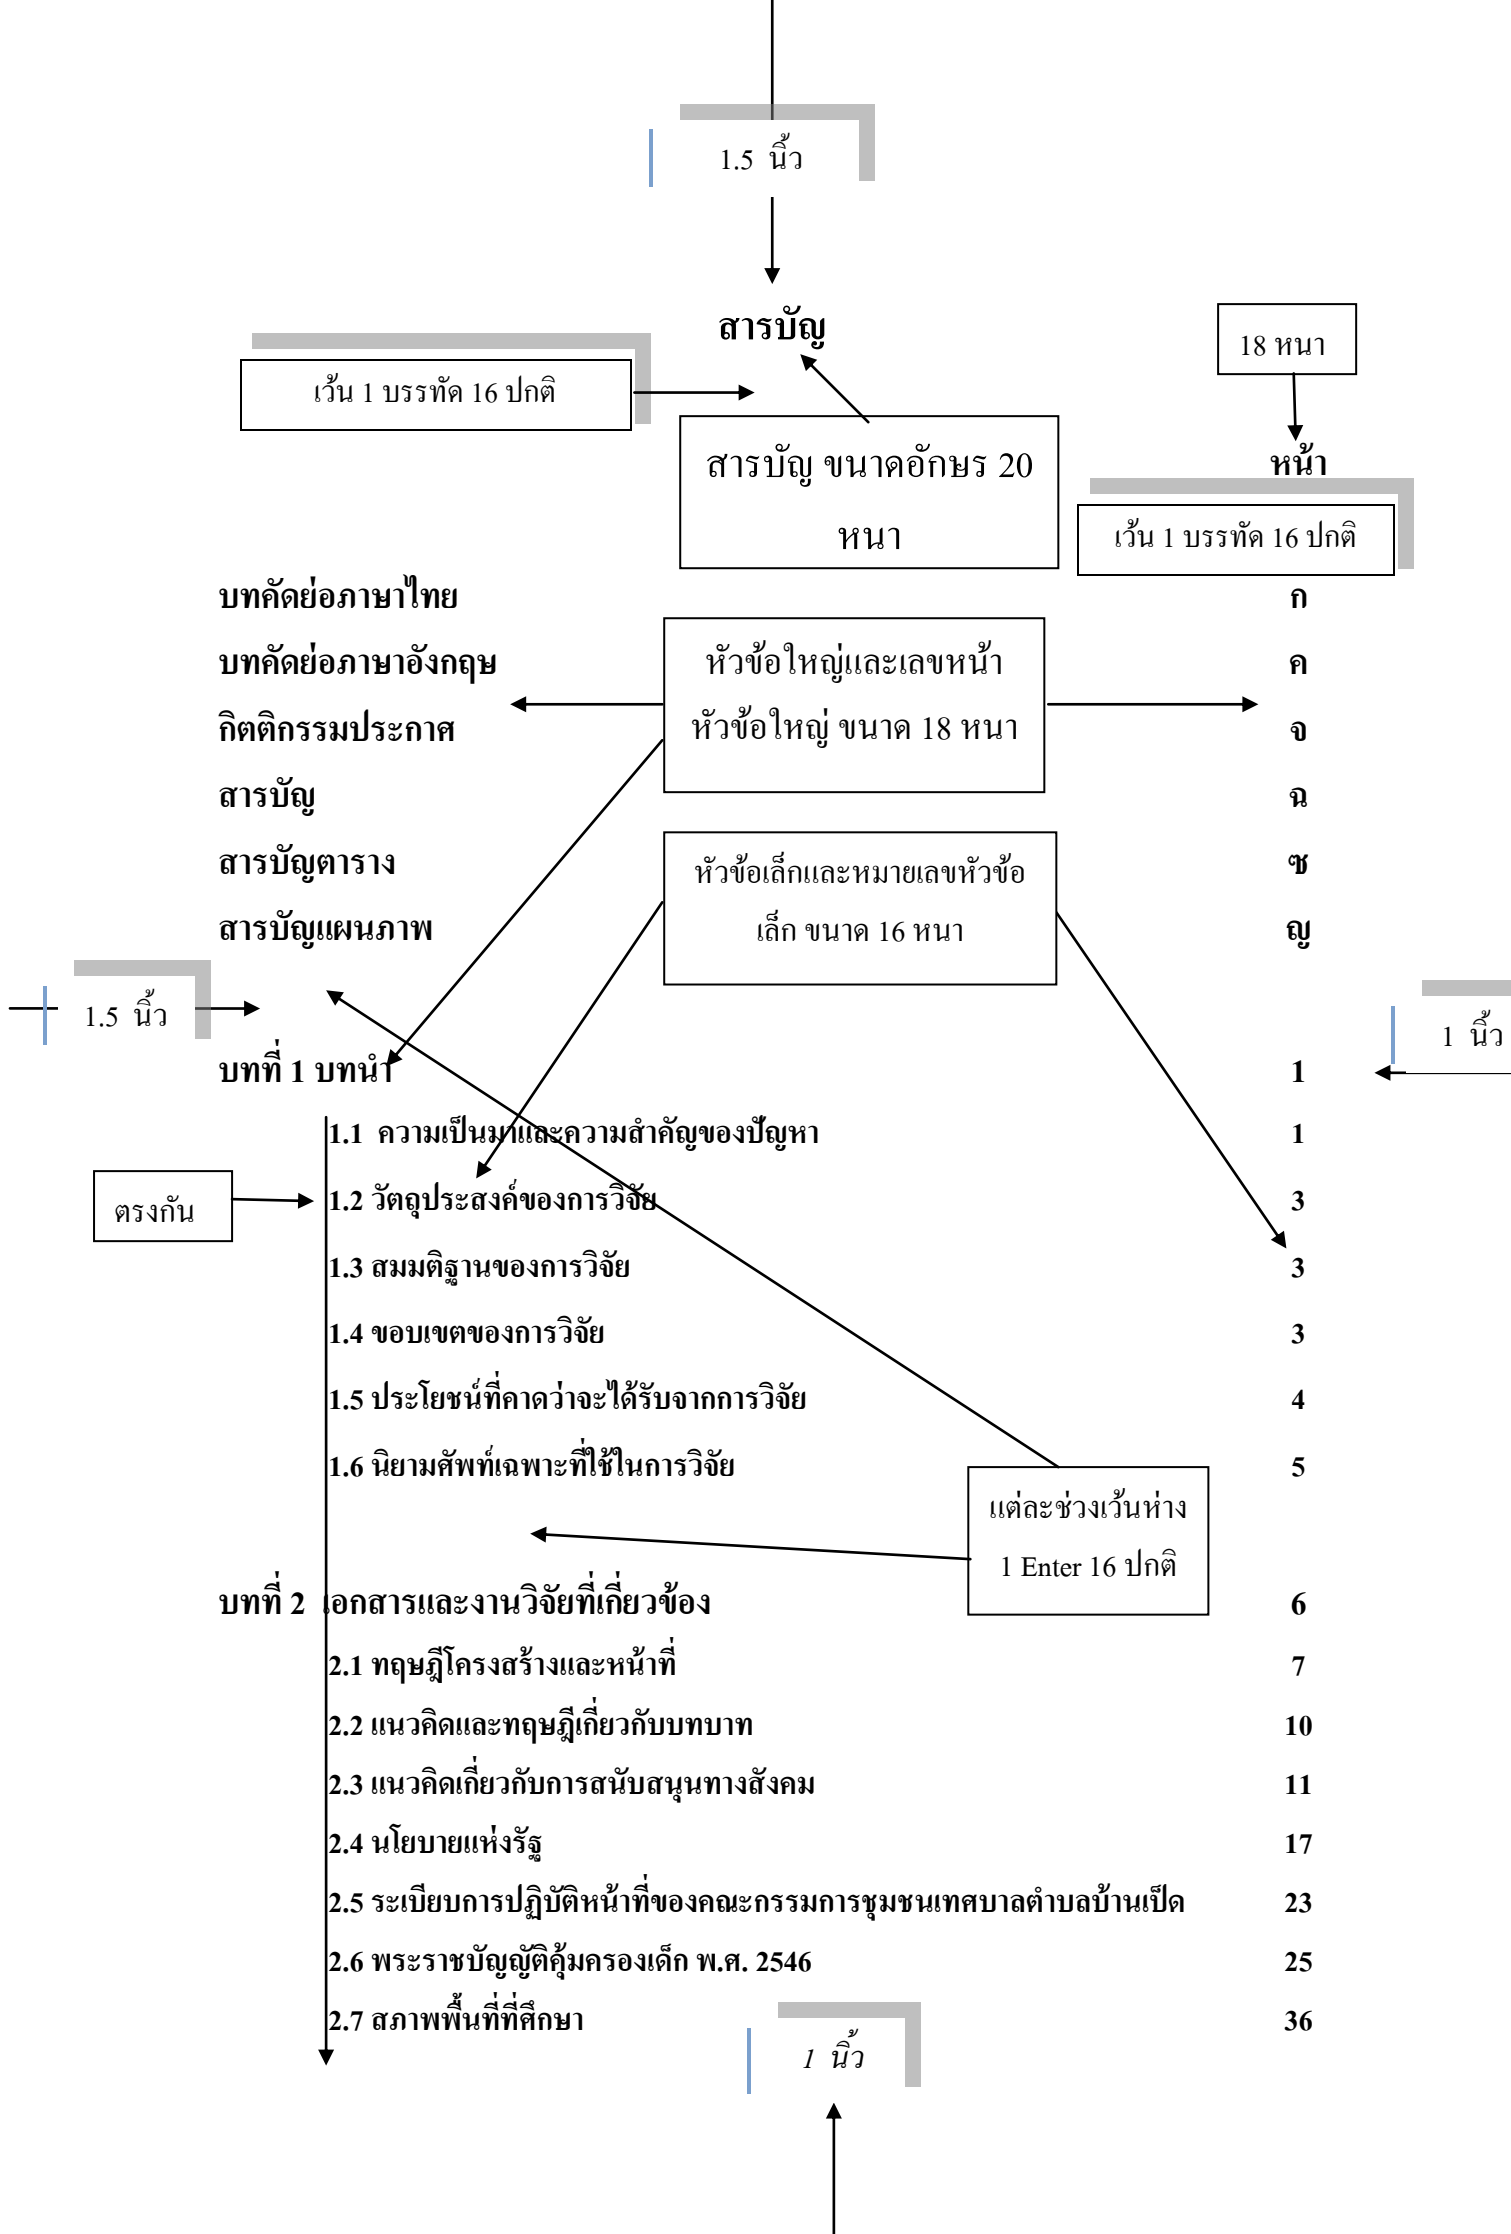 1.5 นิ้ว
สารบัญ
18 หนา
เว้น 1 บรรทัด 16 ปกติ
สารบัญ ขนาดอักษร 20
หนา
หน้า
เว้น 1 บรรทัด 16 ปกติ
บทคัดย่อภาษาไทย ก
บทคัดย่อภาษาอังกฤษ ค
หัวข้อใหญ่และเลขหน้า
หัวข้อใหญ่ ขนาด 18 หนา
กิตติกรรมประกาศ จ
สารบัญ ฉ
สารบัญตาราง ซ
หัวข้อเล็กและหมายเลขหัวข้อ
เล็ก ขนาด 16 หนา
สารบัญแผนภาพ ญ
1.5 นิ้ว
1 นิ้ว
บทที่ 1 บทนำ 1
1.1 ความเป็นมาและความสำคัญของปัญหา 1
ตรงกัน
1.2 วัตถุประสงค์ของการวิจัย 3
1.3 สมมติฐานของการวิจัย 3
1.4 ขอบเขตของการวิจัย 3
1.5 ประโยชน์ที่คาดว่าจะได้รับจากการวิจัย 4
1.6 นิยามศัพท์เฉพาะที่ใช้ในการวิจัย 5
แต่ละช่วงเว้นห่าง
1 Enter 16 ปกติ
บทที่ 2 เอกสารและงานวิจัยที่เกี่ยวข้อง 6
2.1 ทฤษฎีโครงสร้างและหน้าที่ 7
2.2 แนวคิดและทฤษฎีเกี่ยวกับบทบาท 10
2.3 แนวคิดเกี่ยวกับการสนับสนุนทางสังคม 11
2.4 นโยบายแห่งรัฐ 17
2.5 ระเบียบการปฏิบัติหน้าที่ของคณะกรรมการชุมชนเทศบาลตำบลบ้านเป็ด 23
2.6 พระราชบัญญัติคุ้มครองเด็ก พ.ศ. 2546 25
2.7 สภาพพื้นที่ที่ศึกษา 36
1 นิ้ว